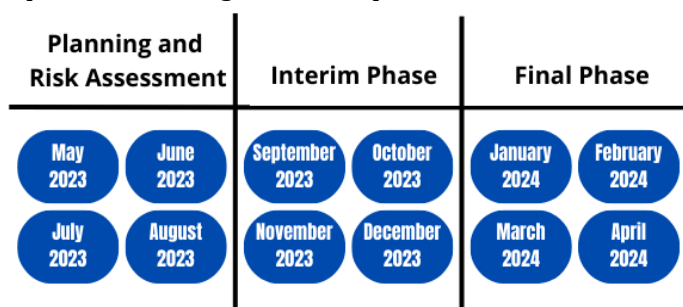 Planning and
Risk Assessment
Interim Phase
Final Phase
May
2023
June
2023
September
2023
October
2023
January
2024
February
2024
July
2023
August
2023
November
2023
December
2023
March
2024
April
2024